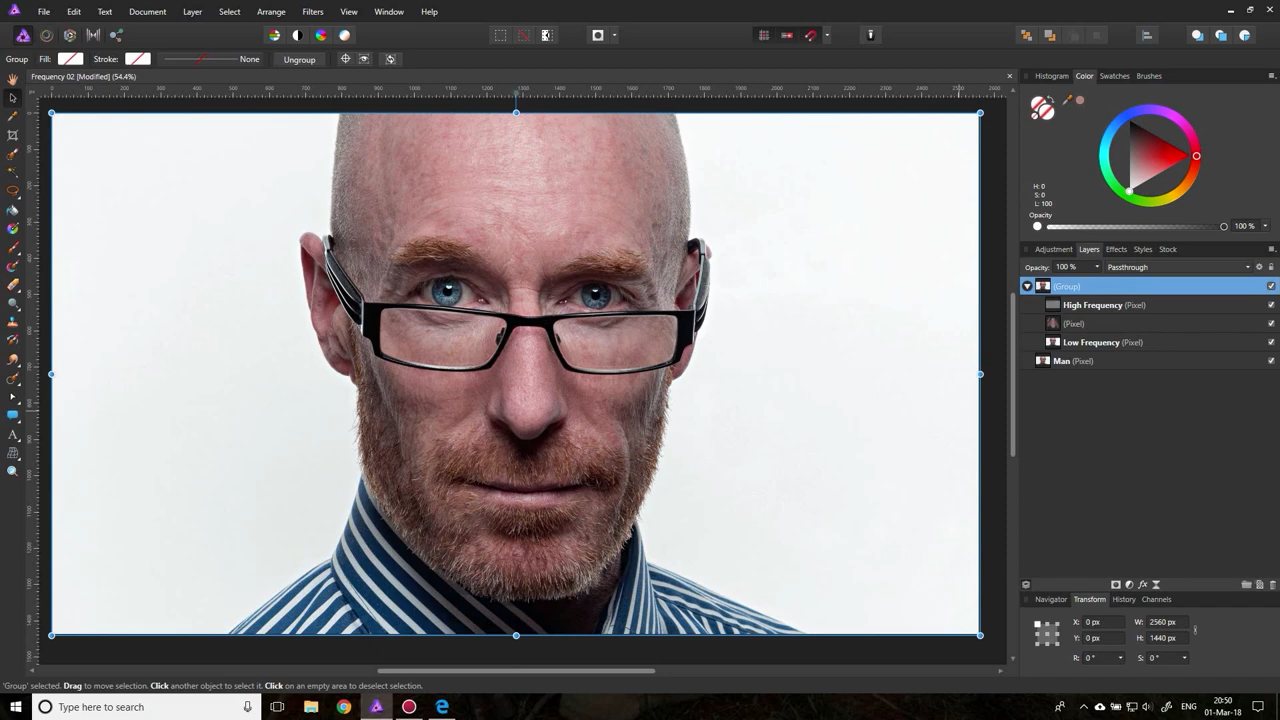 File Edit Text Document Layer Select Arrange Filters View Window Help
Group Fill: Stroke: None Ungroup
Frequency 02 [Modified] (54.4%)
Histogram Color Swatches Brushes
H: 0
S: 0
L: 100
Opacity
100 %
Adjustment Layers Effects Styles Stock
Opacity: 100 % Passthrough
(Group)
High Frequency (Pixel)
(Pixel)
Low Frequency (Pixel)
Man (Pixel)
Navigator Transform History Channels
X: 0 px W: 2560 px
Y: 0 px H: 1440 px
R: 0 ° S: 0 °
'Group' selected. Drag to move selection. Click another object to select it. Click on an empty area to deselect selection.
Type here to search
ENG
20:50
01-Mar-18